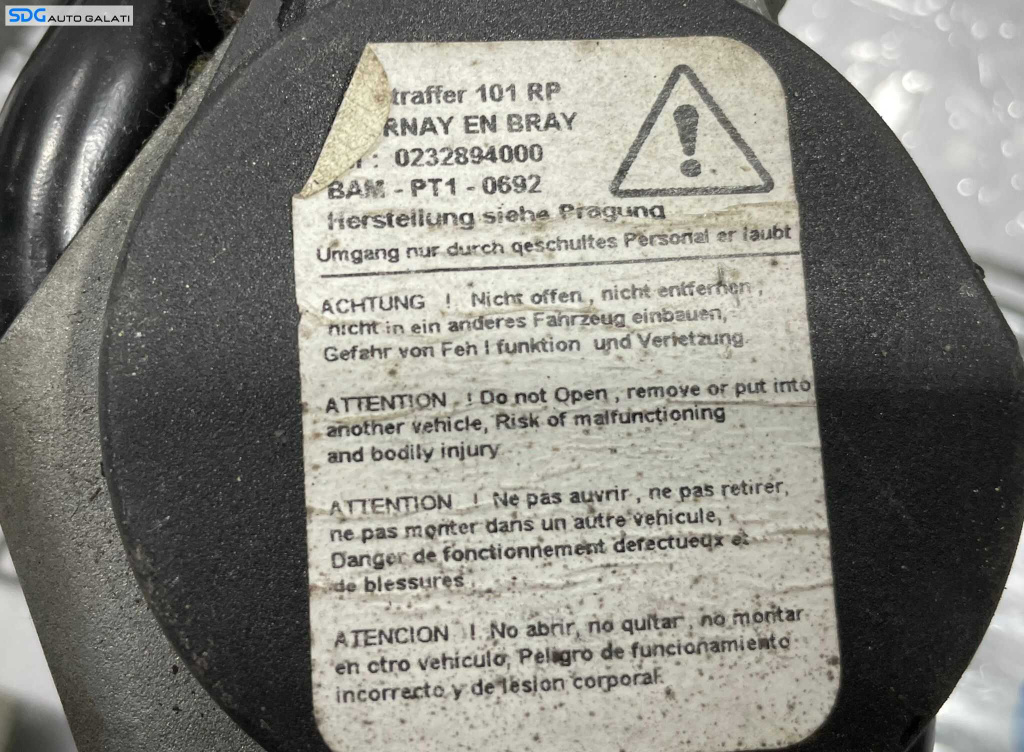 SDG AUTO GALATI
traffer 101 RP
RNAY EN BRAY
: 0232894000
BAM - PT1 - 0692
Herstellung siehe Pragung
Umgang nur durch geschultes Personal er laubt
ACHTUNG ! Nicht offen, nicht entfernen,
nicht in ein anderes Fahrzeug einbauen,
Gefahr von Feh l funktion und Verletzung.
ATTENTION ! Do not Open, remove or put into
another vehicle, Risk of malfunctioning
and bodily injury
ATTENTION ! Ne pas auvrir, ne pas retirer,
ne pas monter dans un autre vehicule,
Danger de fonctionnement defectueux et
de blessures.
ATENCION ! No abrir, no quitar, no montar
en otro vehiculo, Peligro de funcionamiento
incorrecto y de lesion corporal.